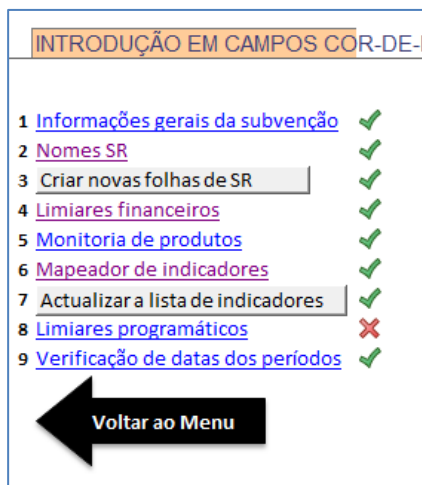 INTRODUÇÃO EM CAMPOS COR-DE-
1 Informações gerais da subvenção
2 Nomes SR
3 Criar novas folhas de SR
4 Limiares financeiros
5 Monitoria de produtos
6 Mapeador de indicadores
7 Actualizar a lista de indicadores
8 Limiares programáticos
9 Verificação de datas dos períodos
Voltar ao Menu